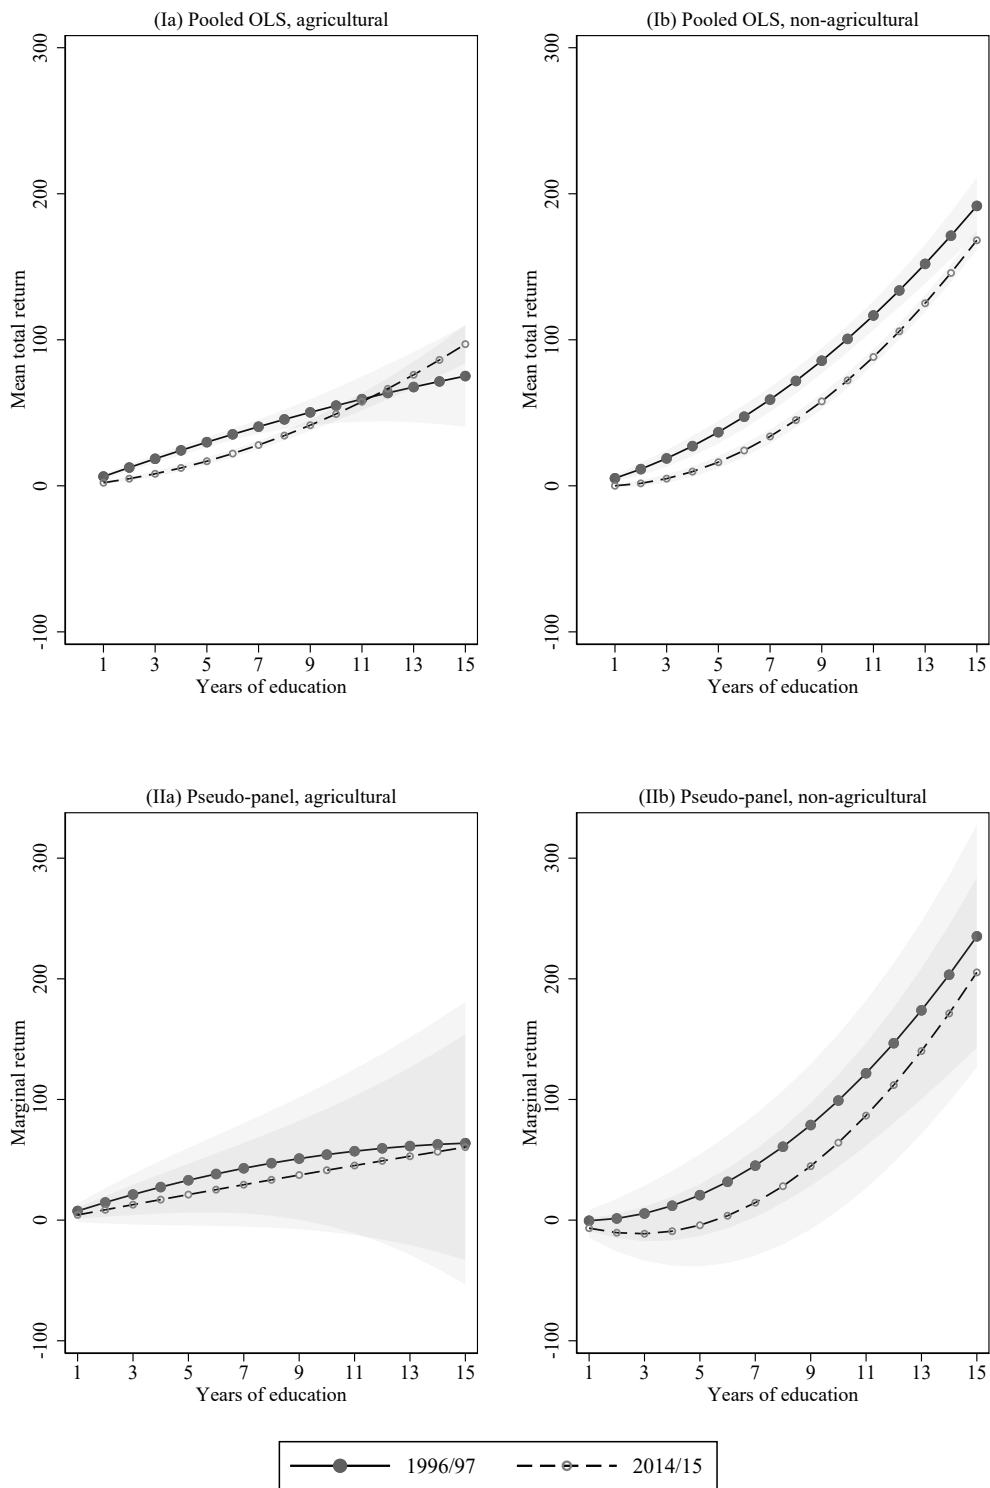 (Ia) Pooled OLS, agricultural
300
200
100
0
-100
Mean total return
1 3 5 7 9 11 13 15
Years of education
(Ib) Pooled OLS, non-agricultural
300
200
100
0
-100
Mean total return
1 3 5 7 9 11 13 15
Years of education
(IIa) Pseudo-panel, agricultural
300
200
100
0
-100
Marginal return
1 3 5 7 9 11 13 15
Years of education
(IIb) Pseudo-panel, non-agricultural
300
200
100
0
-100
Marginal return
1 3 5 7 9 11 13 15
Years of education
1996/97 2014/15